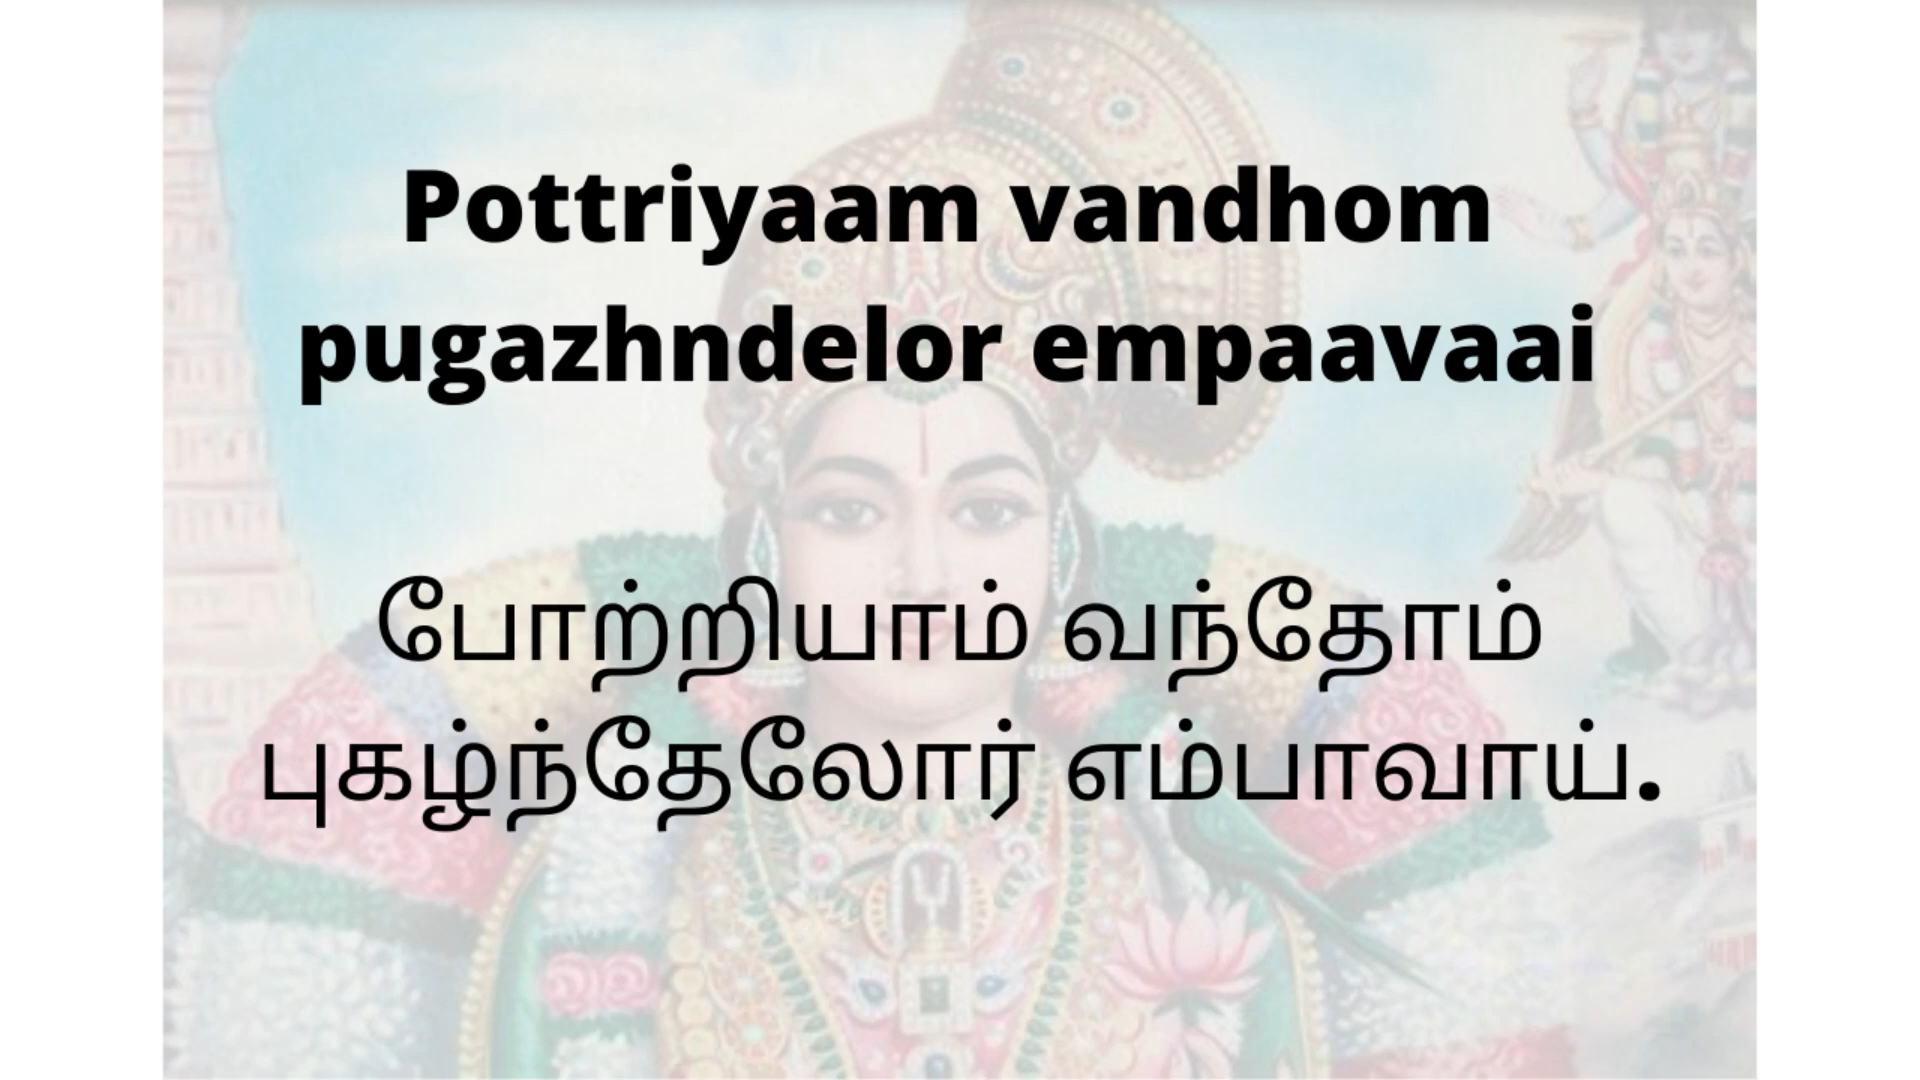 Pottriyaam vandhom
pugazhndelor empaavaai
போற்றியாம் வந்தோம்
புகழ்ந்தேலோர் எம்பாவாய்.